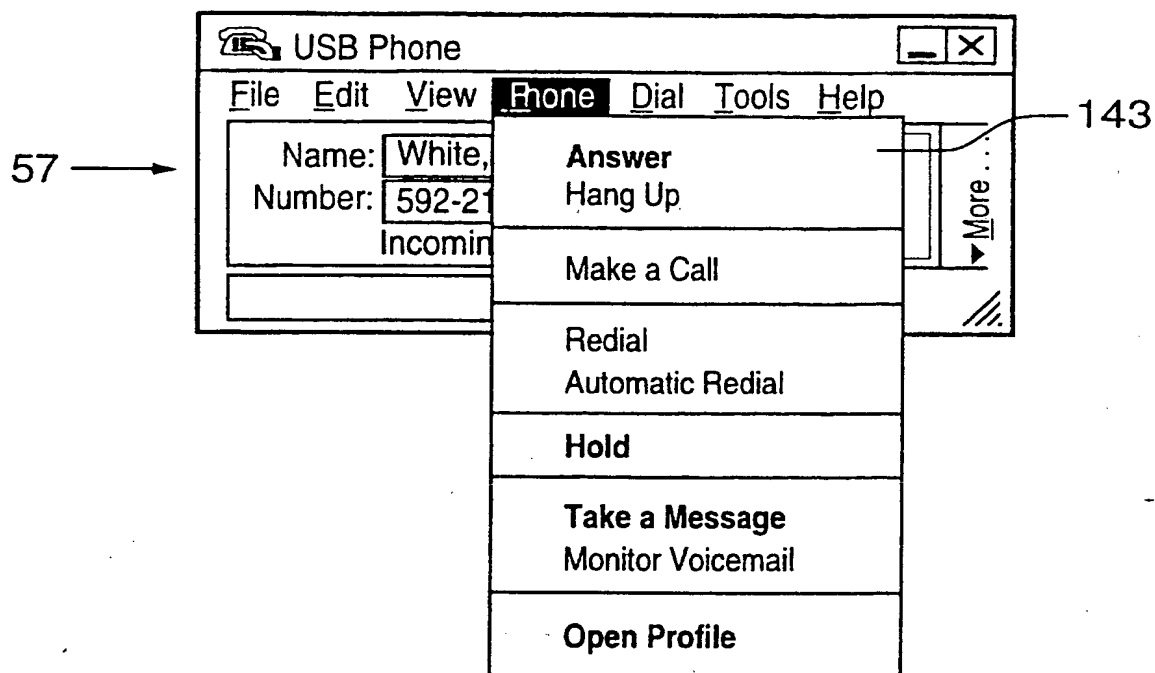 USB Phone
File Edit View Phone Dial Tools Help
143
57
Name: White,
Number: 592-21
Incomin
More...
Answer
Hang Up
Make a Call
Redial
Automatic Redial
Hold
Take a Message
Monitor Voicemail
Open Profile